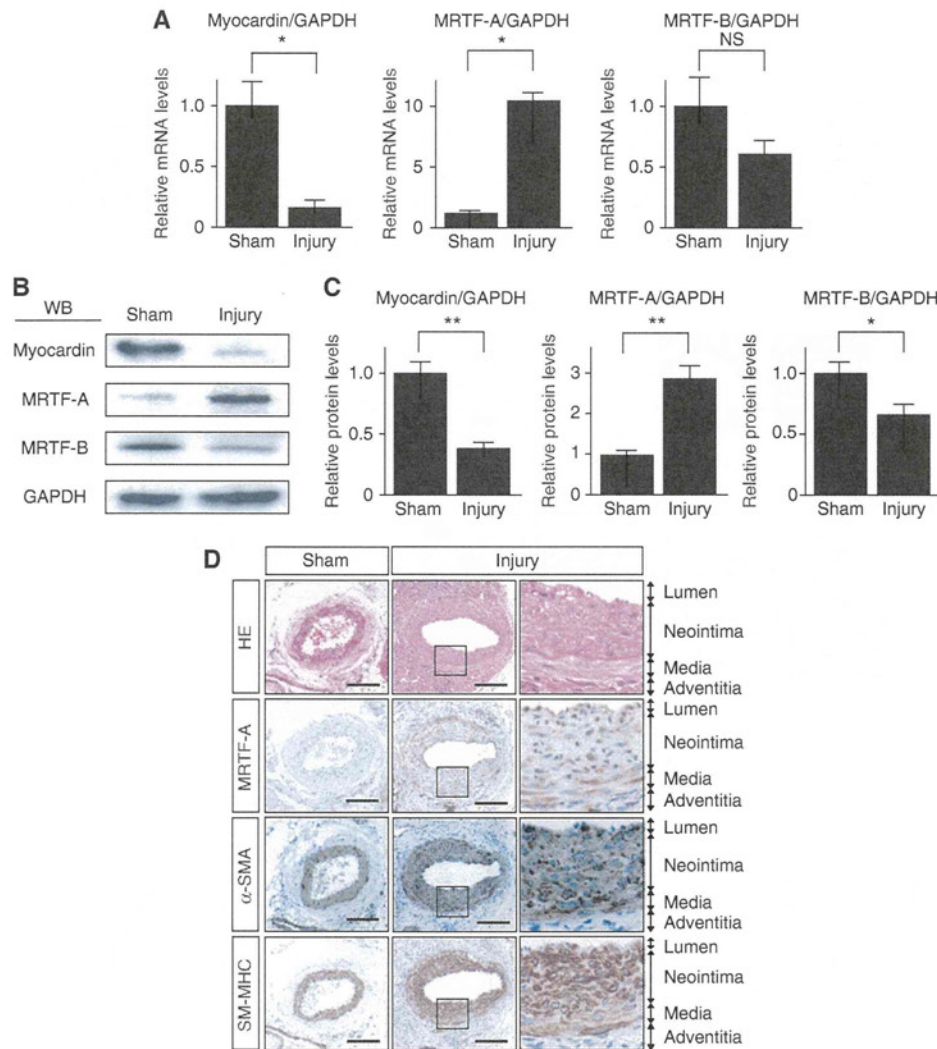 A
Myocardin/GAPDH
*
Relative mRNA levels
1.0
0.5
0
Sham Injury
MRTF-A/GAPDH
*
Relative mRNA levels
10
5
0
Sham Injury
MRTF-B/GAPDH
NS
Relative mRNA levels
1.0
0.5
0
Sham Injury
B
WB Sham Injury
Myocardin
MRTF-A
MRTF-B
GAPDH
C
Myocardin/GAPDH
**
Relative protein levels
1.0
0.5
0
Sham Injury
MRTF-A/GAPDH
**
Relative protein levels
3
2
1
0
Sham Injury
MRTF-B/GAPDH
*
Relative protein levels
1.0
0.5
0
Sham Injury
D
Sham Injury
HE
Lumen
Neointima
Media
Adventitia
MRTF-A
Lumen
Neointima
Media
Adventitia
α-SMA
Lumen
Neointima
Media
Adventitia
SM-MHC
Lumen
Neointima
Media
Adventitia